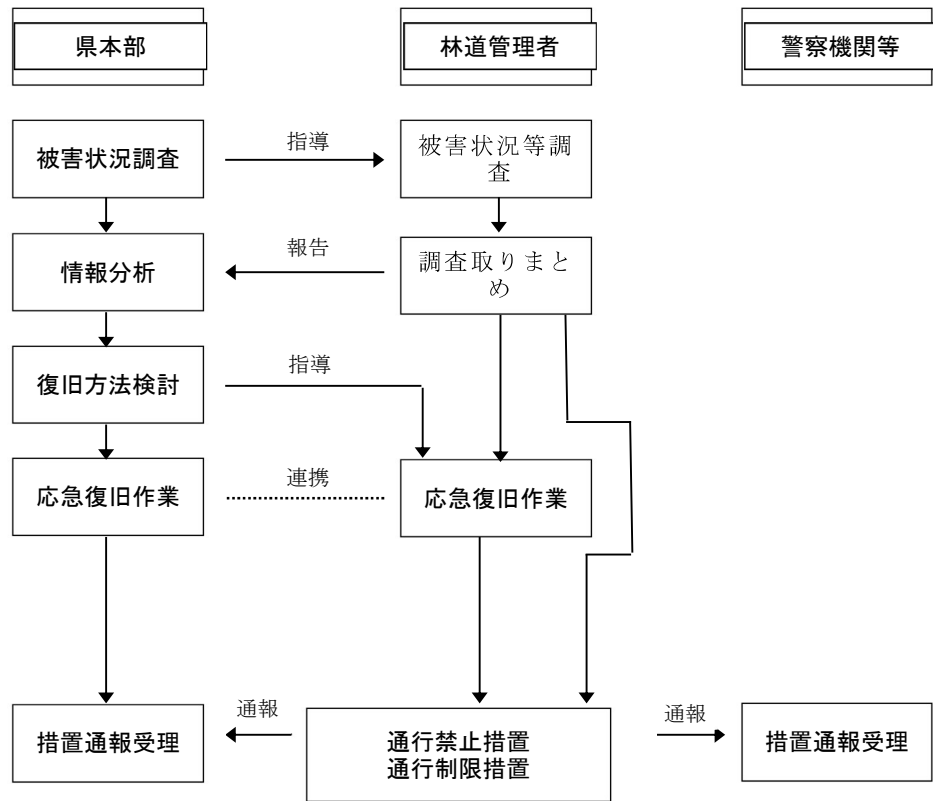 県本部
林道管理者
警察機関等
被害状況調査
指導
被害状況等調
査
情報分析
報告
調査取りまと
め
復旧方法検討
指導
応急復旧作業
連携
応急復旧作業
措置通報受理
通報
通行禁止措置
通行制限措置
通報
措置通報受理